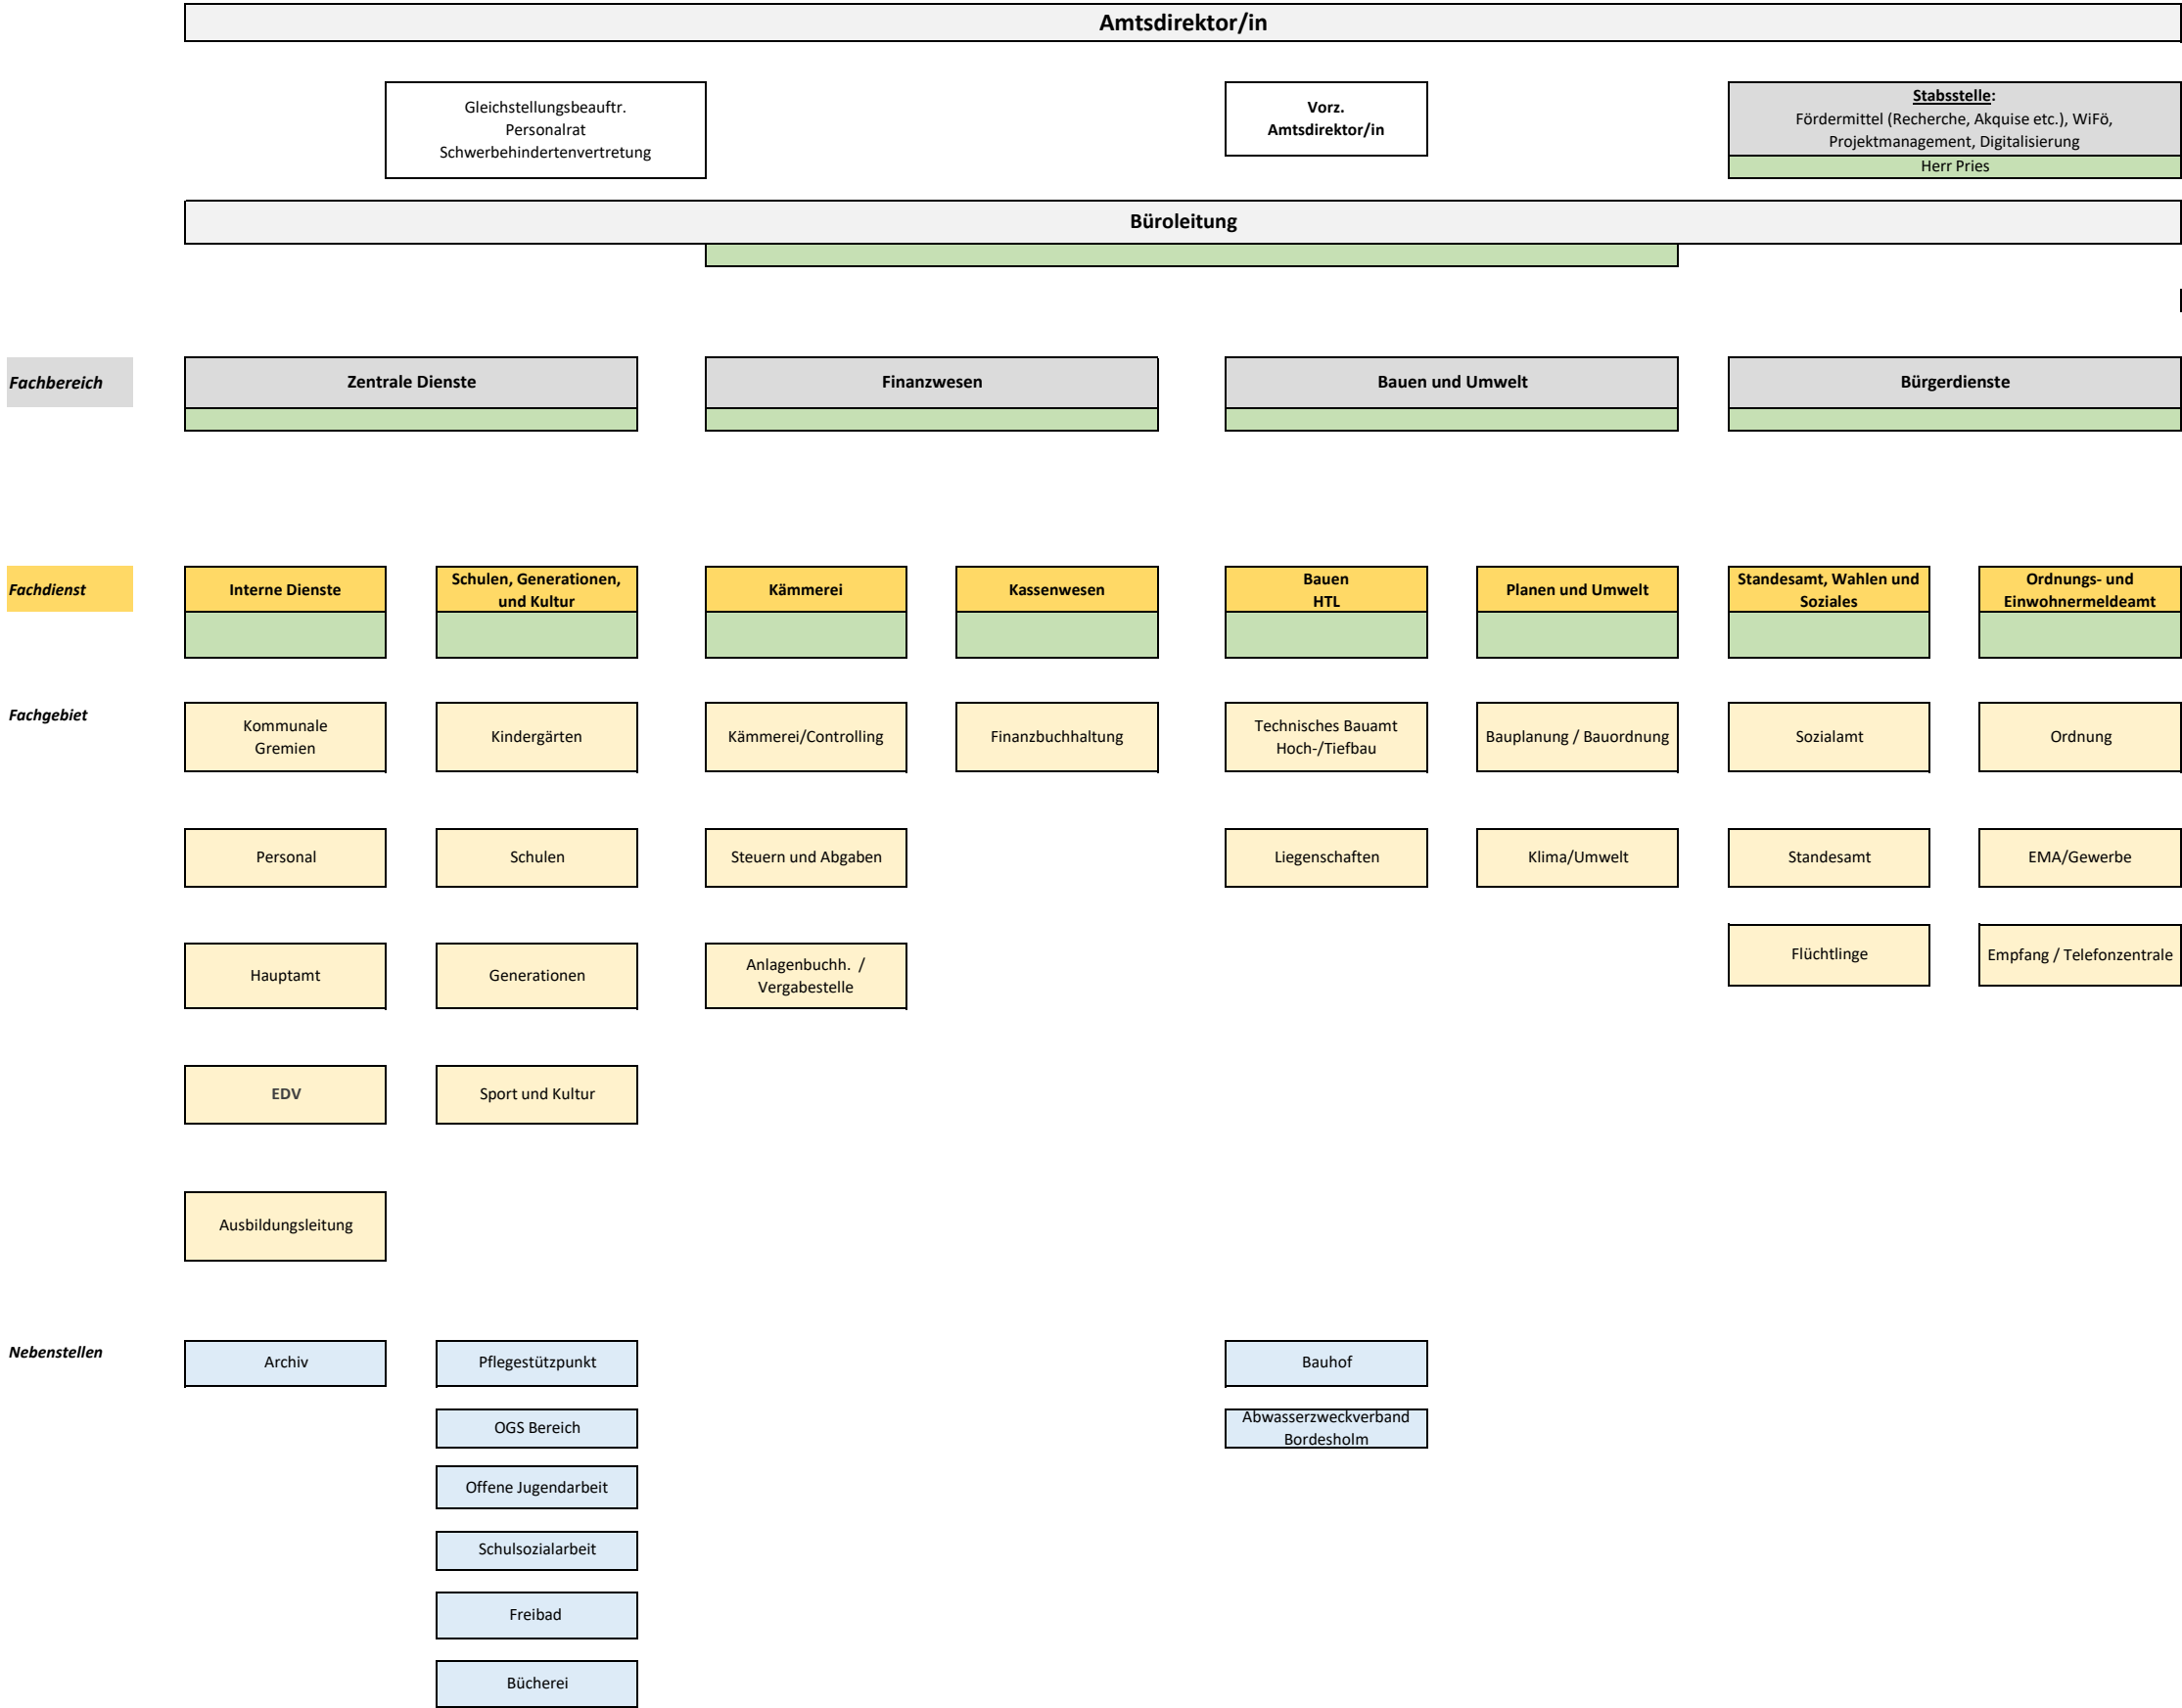 Amtsdirektor/in
Gleichstellungsbeauftr.
Personalrat
Schwerbehindertenvertretung
Vorz.
Amtsdirektor/in
Stabsstelle:
Fördermittel (Recherche, Akquise etc.), WiFö,
Projektmanagement, Digitalisierung
Herr Pries
Büroleitung
Fachbereich
Zentrale Dienste
Finanzwesen
Bauen und Umwelt
Bürgerdienste
Fachdienst
Interne Dienste
Schulen, Generationen,
und Kultur
Kämmerei
Kassenwesen
Bauen
HTL
Planen und Umwelt
Standesamt, Wahlen und
Soziales
Ordnungs- und
Einwohnermeldeamt
Fachgebiet
Kommunale
Gremien
Kindergärten
Kämmerei/Controlling
Finanzbuchhaltung
Technisches Bauamt
Hoch-/Tiefbau
Bauplanung / Bauordnung
Sozialamt
Ordnung
Personal
Schulen
Steuern und Abgaben
Liegenschaften
Klima/Umwelt
Standesamt
EMA/Gewerbe
Hauptamt
Generationen
Anlagenbuchh. /
Vergabestelle
Flüchtlinge
Empfang / Telefonzentrale
EDV
Sport und Kultur
Ausbildungsleitung
Nebenstellen
Archiv
Pflegestützpunkt
Bauhof
OGS Bereich
Abwasserzweckverband
Bordesholm
Offene Jugendarbeit
Schulsozialarbeit
Freibad
Bücherei